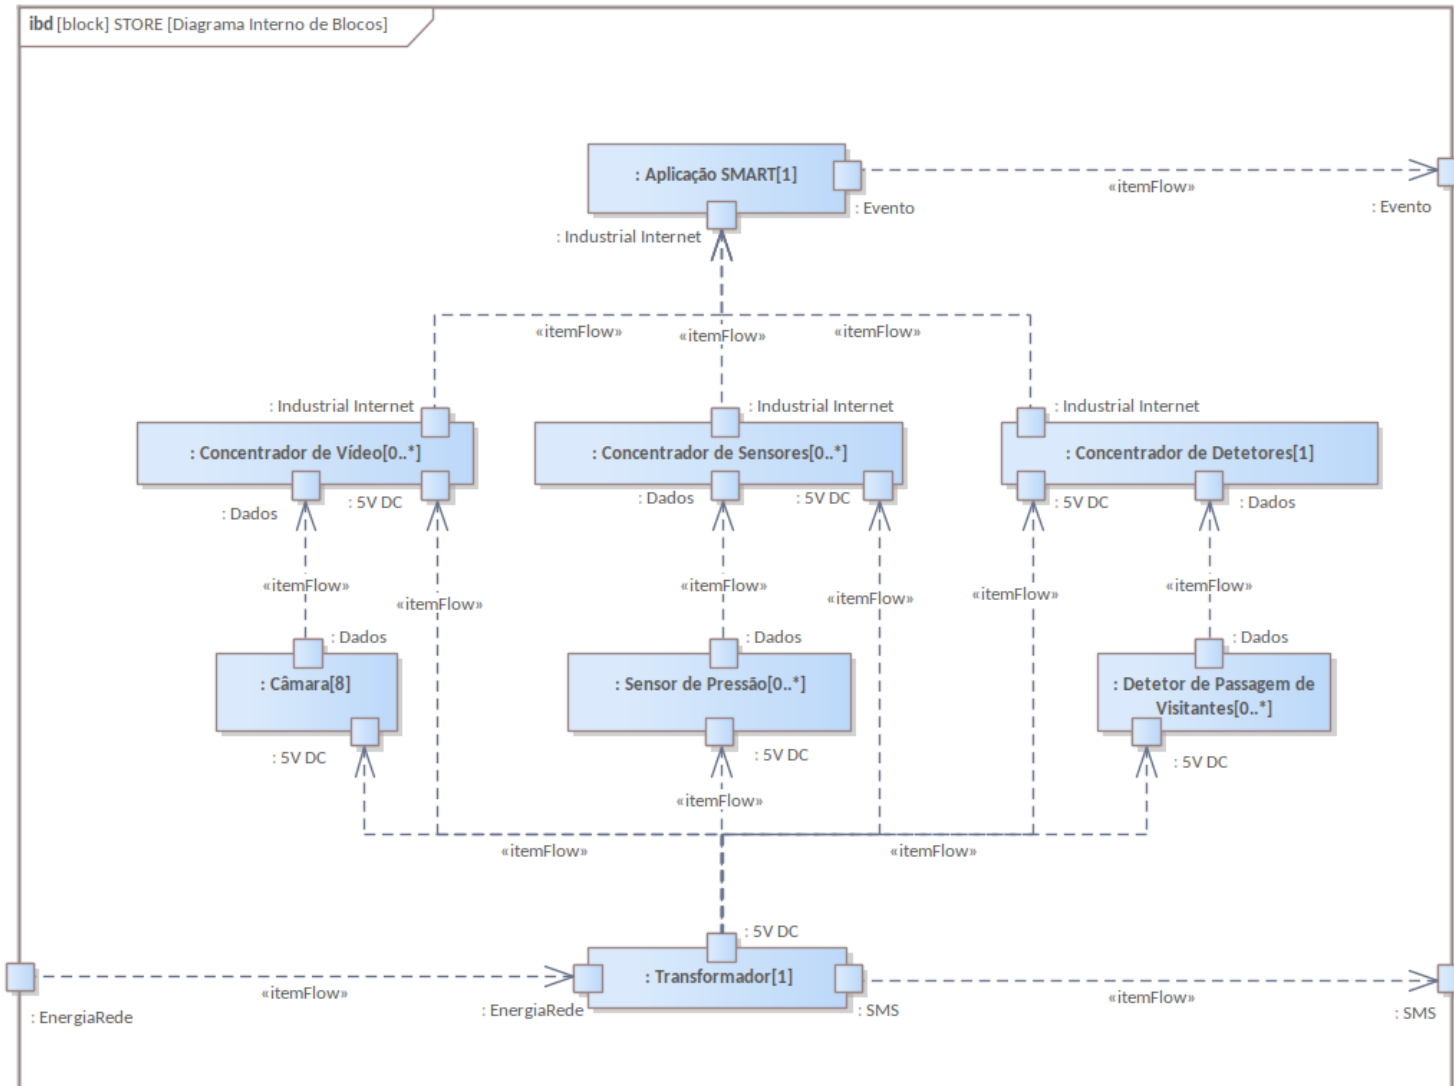 ibd [block] STORE [Diagrama Interno de Blocos]
: Aplicação SMART[1]
«itemFlow»
: Evento
: Evento
: Industrial Internet
«itemFlow»
«itemFlow»
«itemFlow»
: Industrial Internet
: Industrial Internet
: Industrial Internet
: Concentrador de Vídeo[0..*]
: Concentrador de Sensores[0..*]
: Concentrador de Detetores[1]
: Dados
: 5V DC
: Dados
: 5V DC
: 5V DC
: Dados
«itemFlow»
«itemFlow»
«itemFlow»
«itemFlow»
«itemFlow»
«itemFlow»
: Dados
: Dados
: Dados
: Câmara[8]
: Sensor de Pressão[0..*]
: Detetor de Passagem de
Visitantes[0..*]
: 5V DC
: 5V DC
: 5V DC
«itemFlow»
«itemFlow»
«itemFlow»
: 5V DC
: Transformador[1]
«itemFlow»
«itemFlow»
: EnergiaRede
: EnergiaRede
: SMS
: SMS